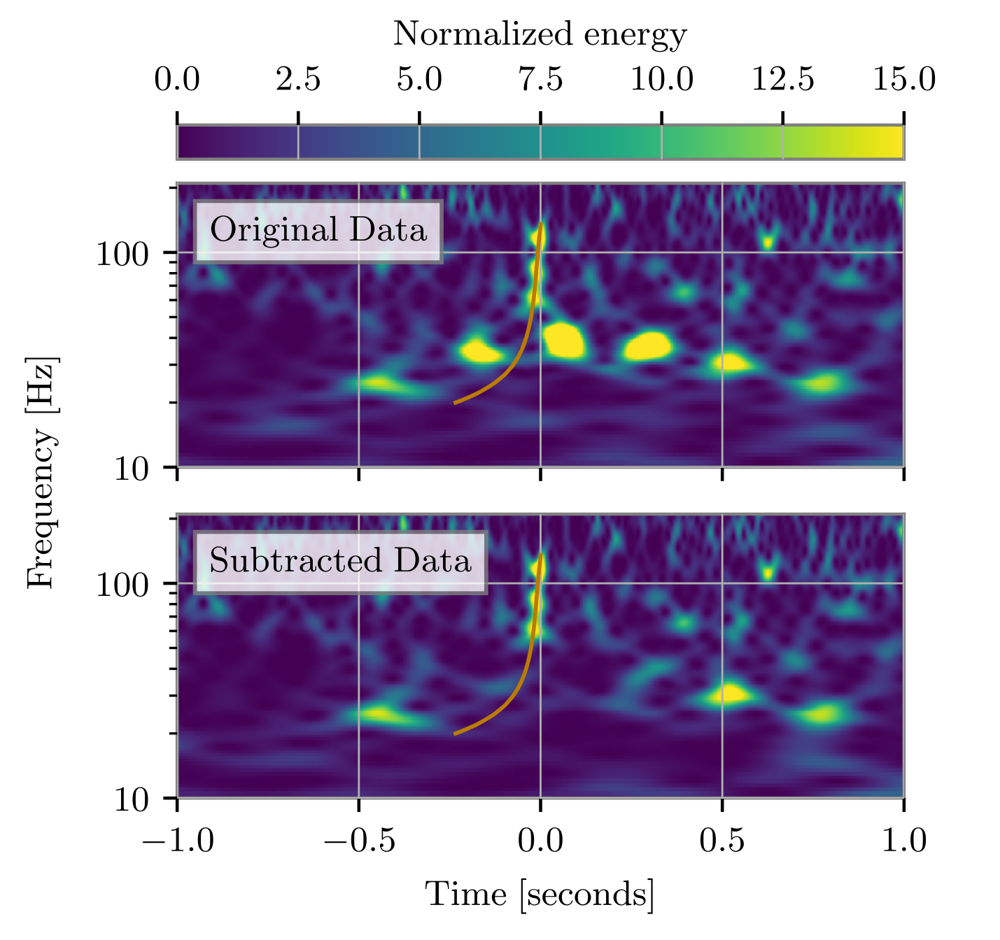 Normalized energy
0.0 2.5 5.0 7.5 10.0 12.5 15.0
Original Data
100
10
Frequency [Hz]
Subtracted Data
100
10
−1.0 −0.5 0.0 0.5 1.0
Time [seconds]